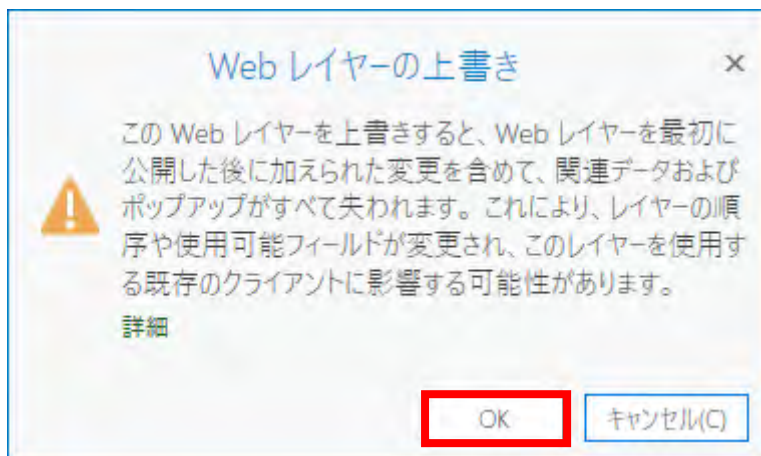 Web レイヤーの上書き ×
この Web レイヤーを上書きすると、Web レイヤーを最初に
公開した後に加えられた変更を含めて、関連データおよび
ポップアップがすべて失われます。これにより、レイヤーの順
序や使用可能フィールドが変更され、このレイヤーを使用す
る既存のクライアントに影響する可能性があります。
詳細
OK キャンセル(C)